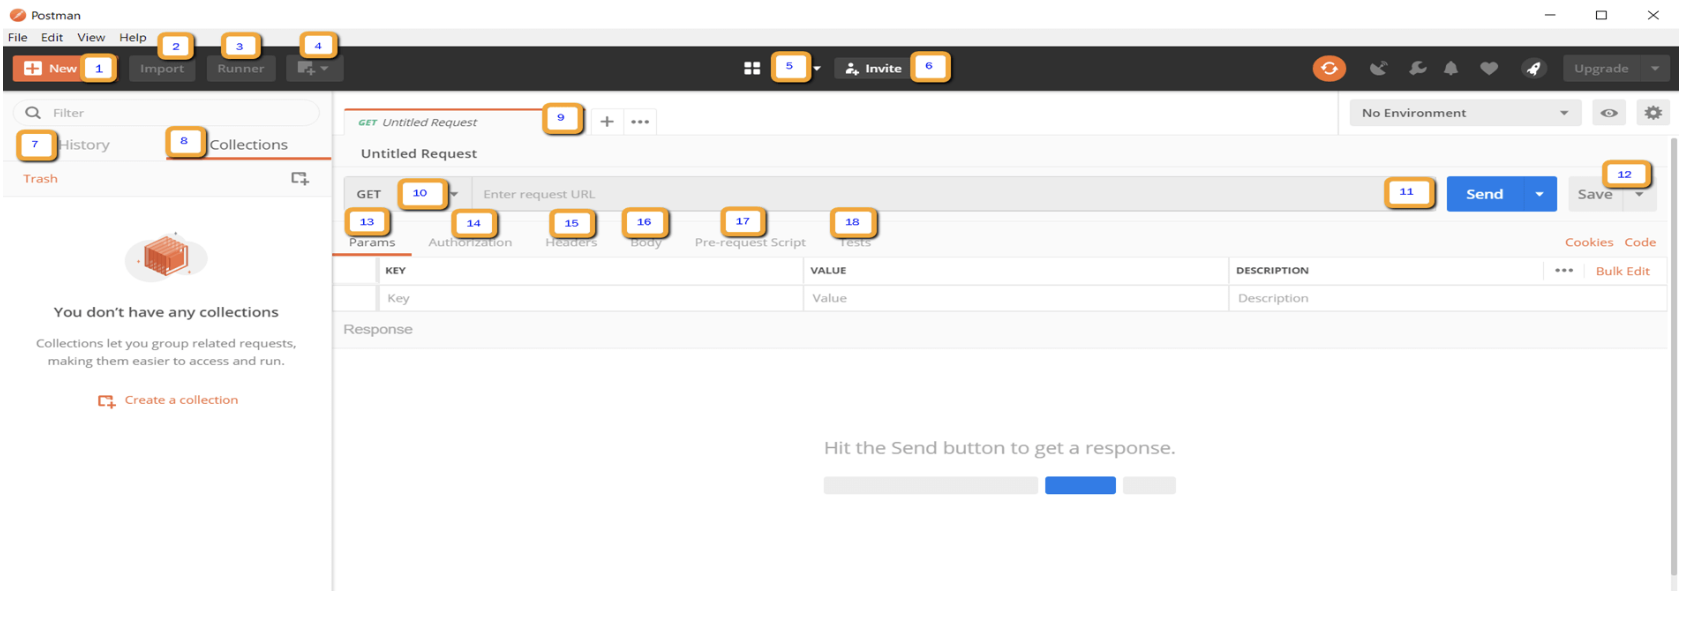 Postman
File Edit View Help
2 3 4
New 1 Import Runner 5 Invite 6 Upgrade
Filter
GET Untitled Request 9 No Environment
7 History 8 Collections
Untitled Request
Trash
GET 10 Enter request URL 11 Send Save 12
13 14 15 16 17 18
Params Authorization Headers Body Pre-request Script Tests Cookies Code
KEY VALUE DESCRIPTION Bulk Edit
Key Value Description
Response
You don't have any collections
Collections let you group related requests,
making them easier to access and run.
Create a collection
Hit the Send button to get a response.